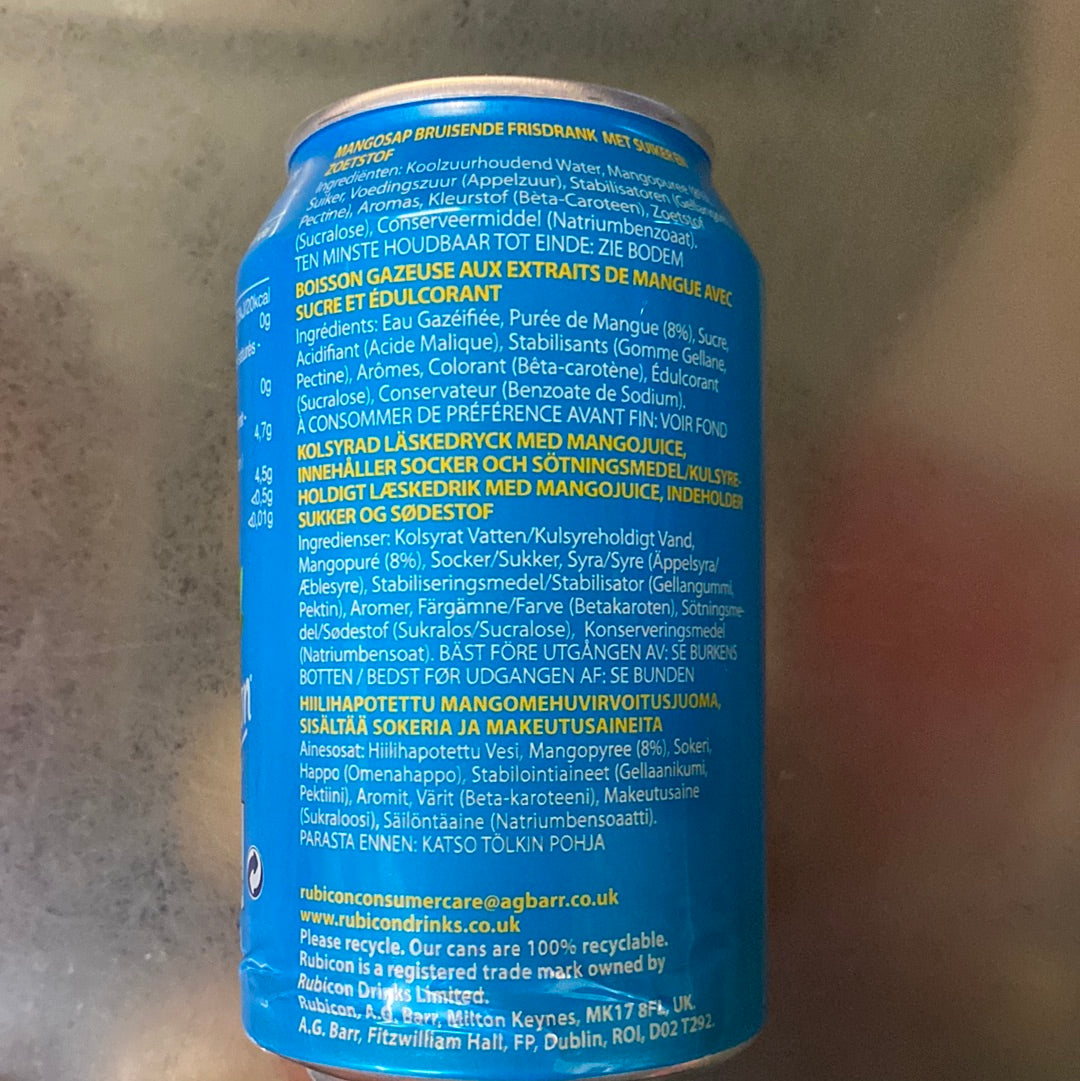 MANGOSAP BRUISENDE FRISDRANK MET SUIKER EN
ZOETSTOF
Ingrediënten: Koolzuurhoudend Water, Mangopuree
Suiker, Voedingszuur (Appelzuur), Stabilisatoren (Gellangom,
Pectine), Aromas, Kleurstof (Bèta-Caroteen), Zoetstof
(Sucralose), Conserveermiddel (Natriumbenzoaat).
TEN MINSTE HOUDBAAR TOT EINDE: ZIE BODEM
BOISSON GAZEUSE AUX EXTRAITS DE MANGUE AVEC
SUCRE ET ÉDULCORANT
Ingrédients: Eau Gazéifiée, Purée de Mangue (8%), Sucre,
Acidifiant (Acide Malique), Stabilisants (Gomme Gellane,
Pectine), Arômes, Colorant (Bêta-carotène), Édulcorant
(Sucralose), Conservateur (Benzoate de Sodium).
À CONSOMMER DE PRÉFÉRENCE AVANT FIN: VOIR FOND
KOLSYRAD LÄSKEDRYCK MED MANGOJUICE,
INNEHÅLLER SOCKER OCH SÖTNINGSMEDEL/KULSYRE-
HOLDIGT LÆSKEDRIK MED MANGOJUICE, INDEHOLDER
SUKKER OG SØDESTOF
Ingredienser: Kolsyrat Vatten/Kulsyreholdigt Vand,
Mangopuré (8%), Socker/Sukker, Syra/Syre (Äppelsyra/
Æblesyre), Stabiliseringsmedel/Stabilisator (Gellangummi,
Pektin), Aromer, Färgämne/Farve (Betakaroten), Sötningsme-
del/Sødestof (Sukralos/Sucralose), Konserveringsmedel
(Natriumbensoat). BÄST FÖRE UTGÅNGEN AV: SE BURKENS
BOTTEN / BEDST FØR UDGANGEN AF: SE BUNDEN
HIILIHAPOTETTU MANGOMEHUVIRVOITUSJUOMA,
SISÄLTÄÄ SOKERIA JA MAKEUTUSAINEITA
Ainesosat: Hiilihapotettu Vesi, Mangopyree (8%), Sokeri,
Happo (Omenahappo), Stabilointiaineet (Gellaanikumi,
Pektiini), Aromit, Värit (Beta-karoteeni), Makeutusaine
(Sukraloosi), Säilöntäaine (Natriumbensoaatti).
PARASTA ENNEN: KATSO TÖLKIN POHJA
rubiconconsumercare@agbarr.co.uk
www.rubicondrinks.co.uk
Please recycle. Our cans are 100% recyclable.
Rubicon is a registered trade mark owned by
Rubicon Drinks Limited.
Rubicon, A.G. Barr, Milton Keynes, MK17 8FL, UK.
A.G. Barr, Fitzwilliam Hall, FP, Dublin, ROI, D02 T292.
/20kcal
0g
0g
4,7g
4,5g
<0,5g
<0,01g